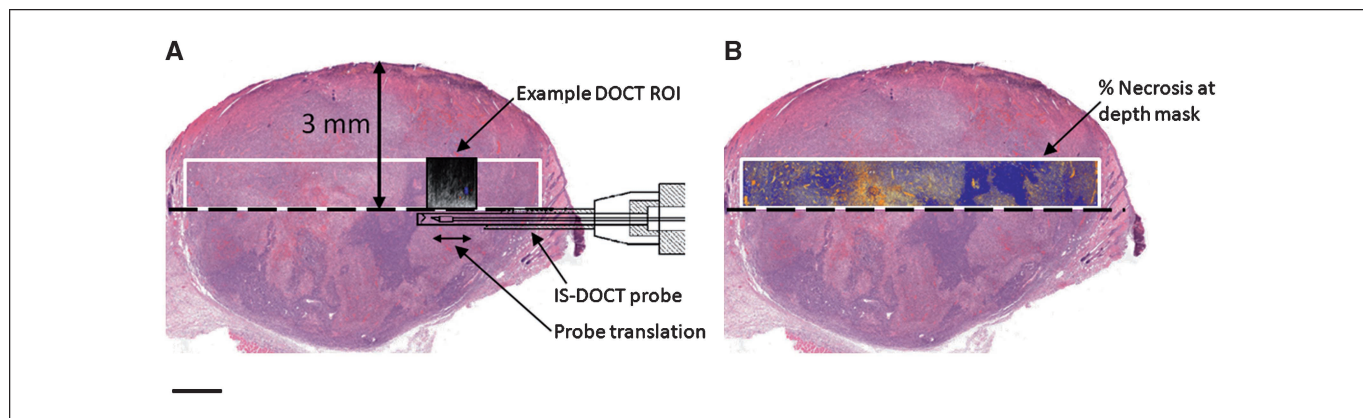 A
B
3 mm
Example DOCT ROI
% Necrosis at
depth mask
IS-DOCT probe
Probe translation